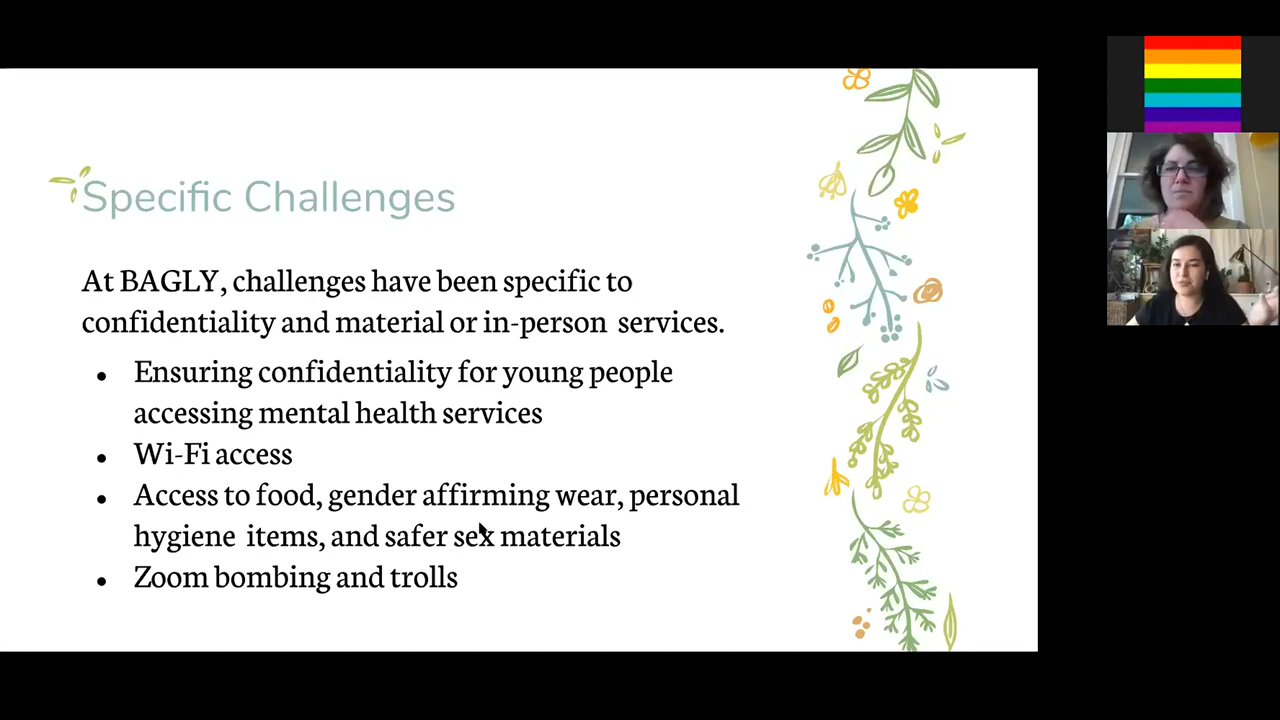 Specific Challenges
At BAGLY, challenges have been specific to
confidentiality and material or in-person services.
• Ensuring confidentiality for young people
accessing mental health services
• Wi-Fi access
• Access to food, gender affirming wear, personal
hygiene items, and safer sex materials
• Zoom bombing and trolls